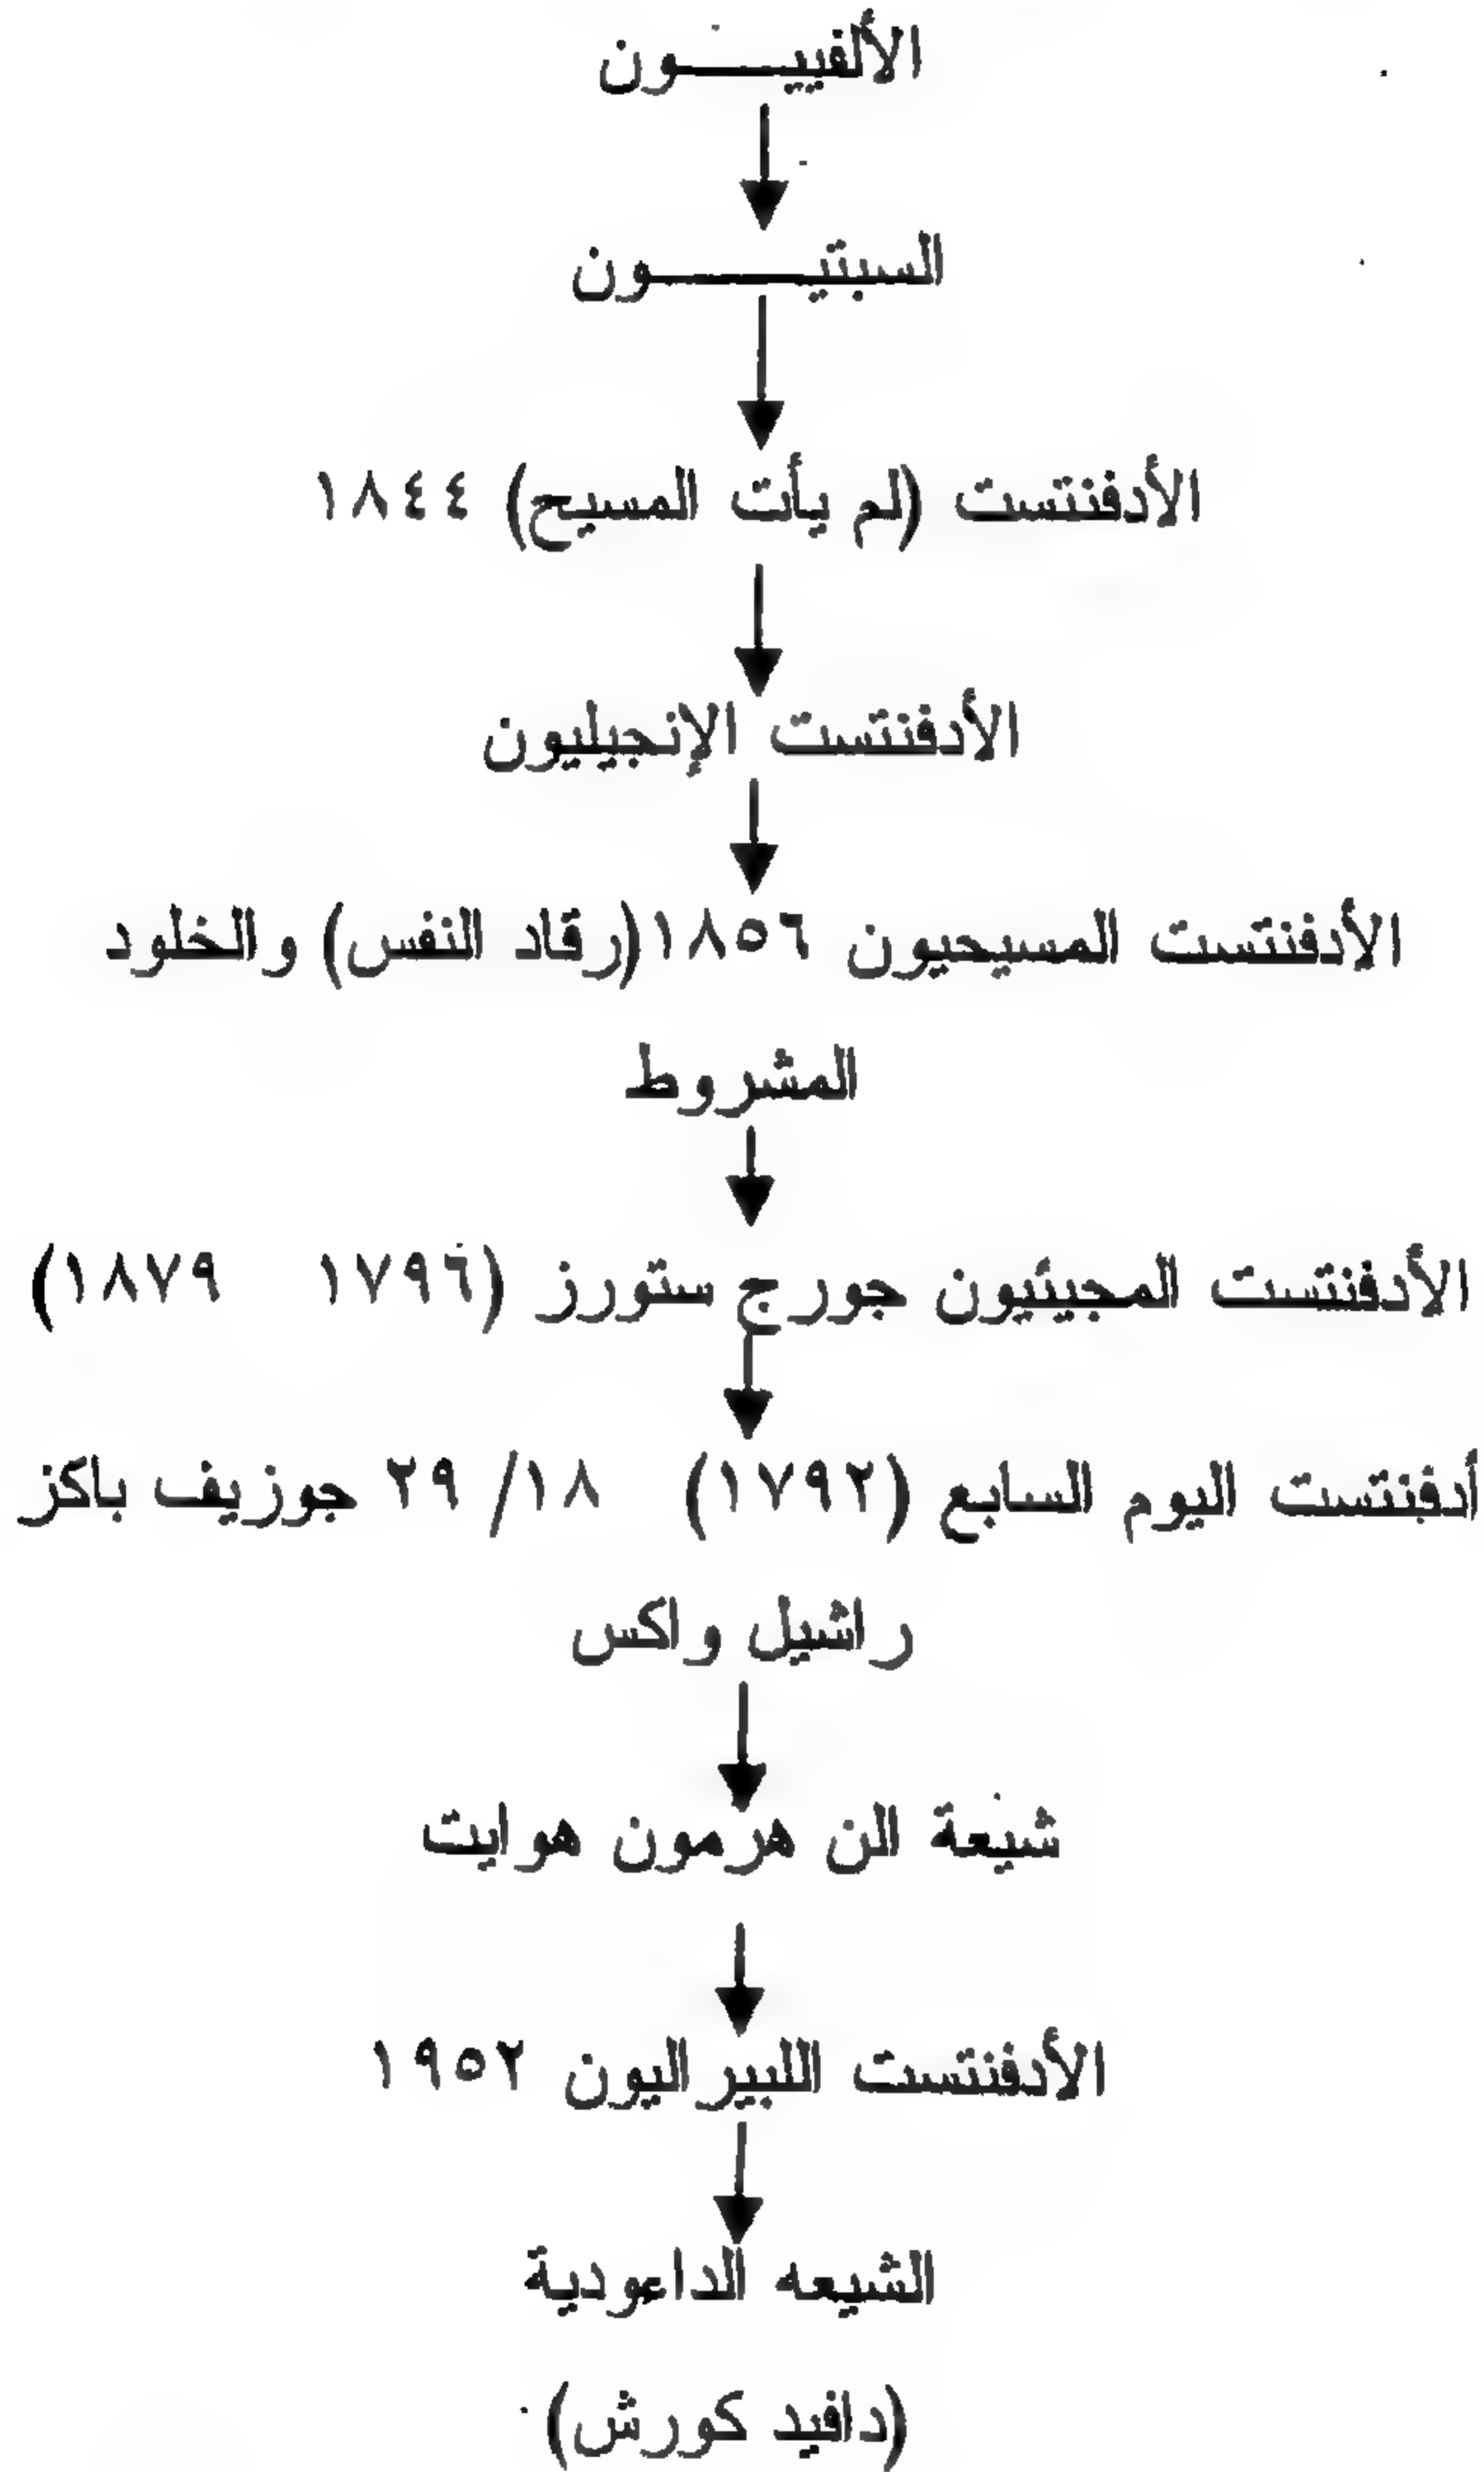 الألفييـــــون
السبتيـــــــون
الأدفنتست (لم يأت المسيح) ١٨٤٤
الأدفنتست الإنجيليون
الأدفنتست المسيحيون ١٨٥٦ (رقاد النفس) والخلود
المشروط
الأدفنتست المجيئيون جورج ستورز (١٧٩٦ ١٨٧٩)
أدفنتست اليوم السابع (١٧٩٢) ١٨/ ٢٩ جوزيف باكز
راشيل واكس
شيعة الن هرمون هوايت
الأدفنتست الليبراليون ١٩٥٢
الشيعه الداعودية
(دافيد كورش)